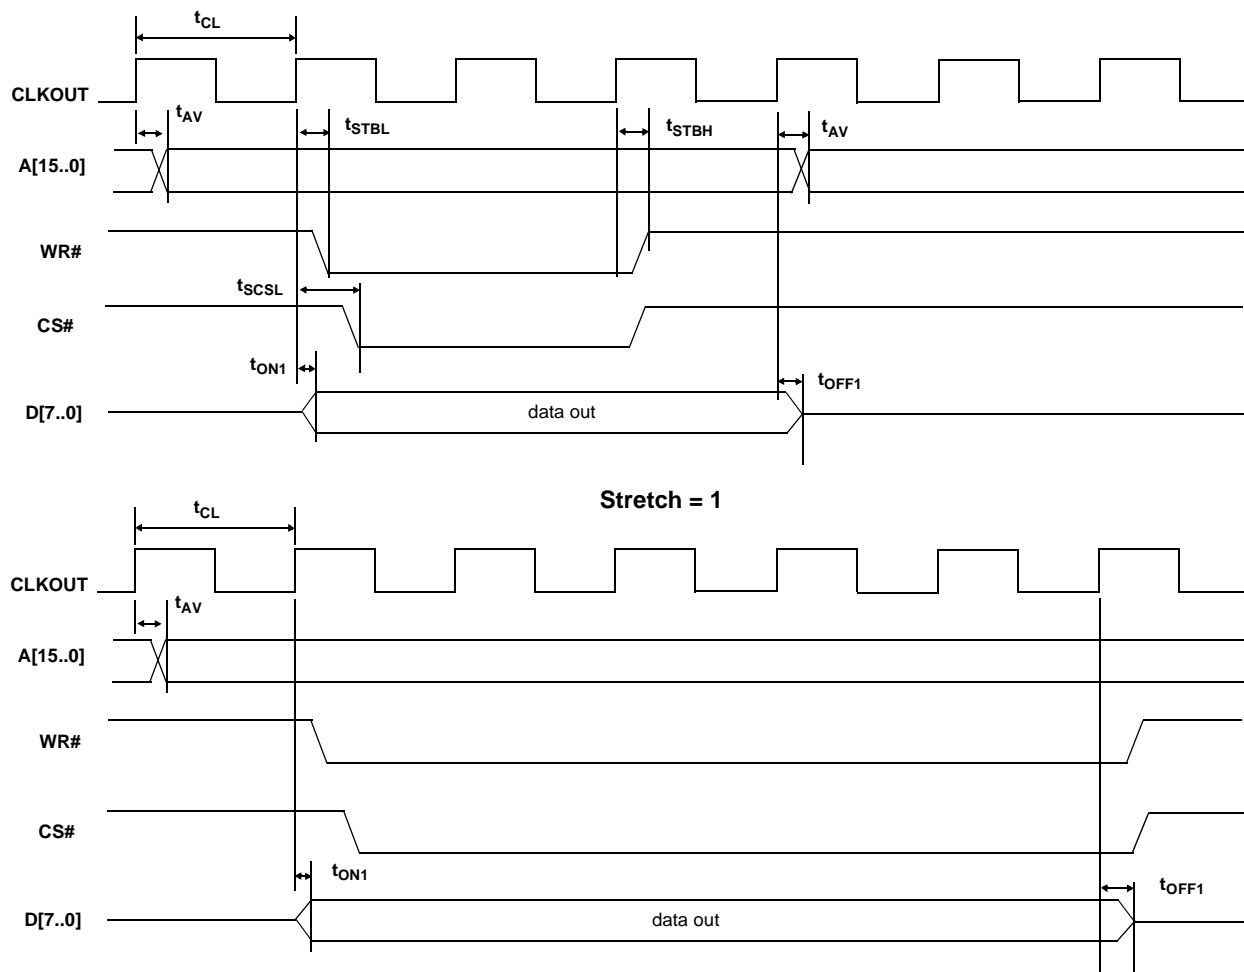 tCL
CLKOUT
tAV
tSTBL
tSTBH
tAV
A[15..0]
WR#
tSCSL
CS#
tON1
tOFF1
D[7..0]
data out
Stretch = 1
tCL
CLKOUT
tAV
A[15..0]
WR#
CS#
tON1
tOFF1
D[7..0]
data out